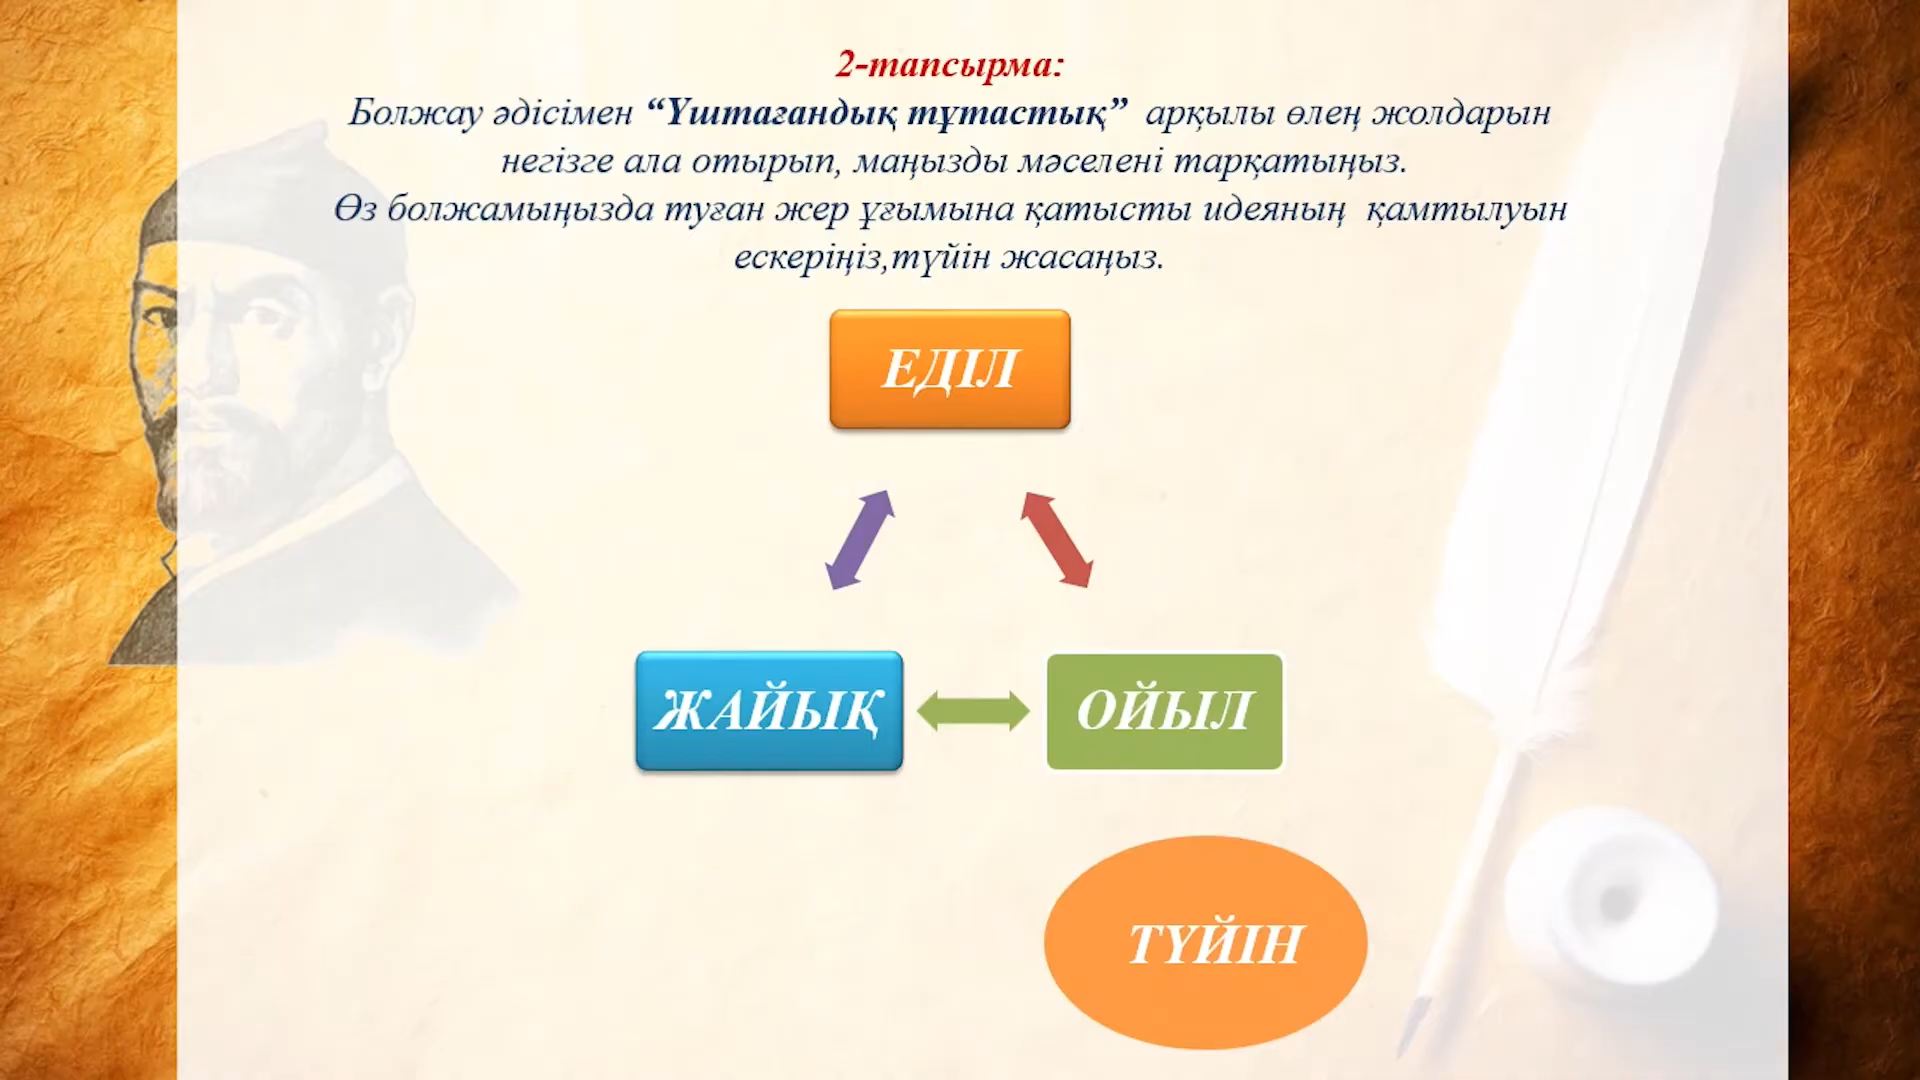 2-тапсырма:
Болжау әдісімен “Үштағандық тұтастық” арқылы өлең жолдарын
негізге ала отырып, маңызды мәселені тарқатыңыз.
Өз болжамыңызда туған жер ұғымына қатысты идеяның қамтылуын
ескеріңіз,түйін жасаңыз.
ЕДІЛ
ЖАЙЫҚ
ОЙЫЛ
ТҮЙІН